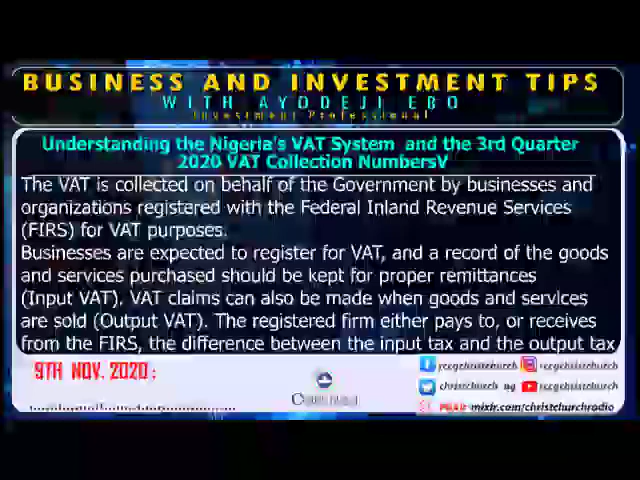 BUSINESS AND INVESTMENT TIPS
WITH AYODEJI EBO
Investment Professional
Understanding the Nigeria's VAT System and the 3rd Quarter
2020 VAT Collection NumbersV
The VAT is collected on behalf of the Government by businesses and
organizations registered with the Federal Inland Revenue Services
(FIRS) for VAT purposes.
Businesses are expected to register for VAT, and a record of the goods
and services purchased should be kept for proper remittances
(Input VAT). VAT claims can also be made when goods and services
are sold (Output VAT). The registered firm either pays to, or receives
from the FIRS, the difference between the input tax and the output tax
9TH NOV. 2020 :
rccgchristchurch
rccgchristchurch
christchurch ng
rccgchristchurch
mixlr.com/christchurchradio